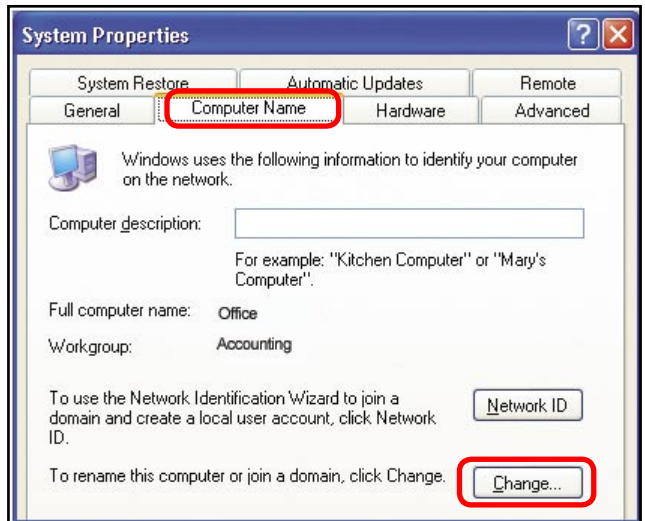 System Properties
System Restore Automatic Updates Remote
General Computer Name Hardware Advanced
Windows uses the following information to identify your computer
on the network.
Computer description:
For example: "Kitchen Computer" or "Mary's
Computer".
Full computer name: Office
Workgroup: Accounting
To use the Network Identification Wizard to join a
domain and create a local user account, click Network
ID.
Network ID
To rename this computer or join a domain, click Change.
Change...